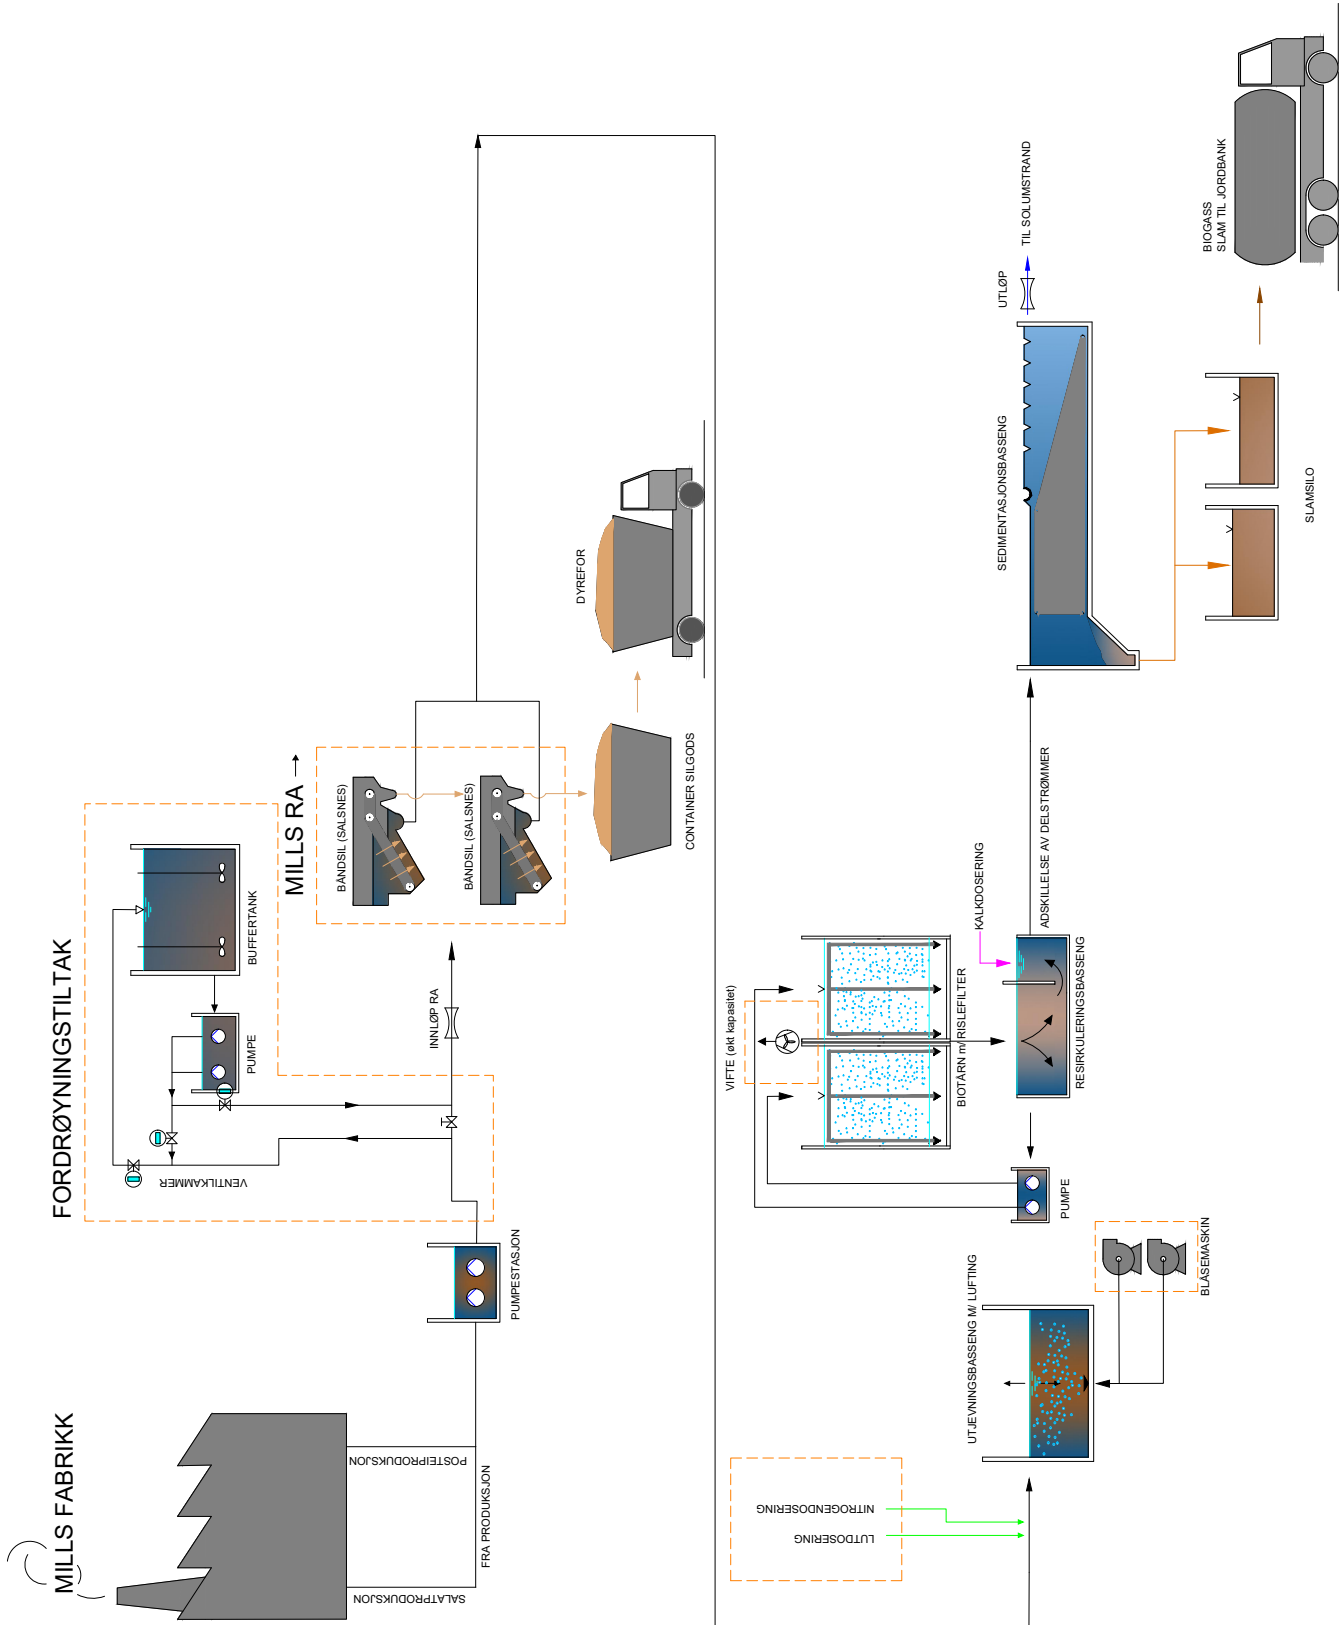 MILLS FABRIKK
SALATPRODUKSJON
POSTEIPRODUKSJON
FRA PRODUKSJON
PUMPESTASJON
FORDRØYNINGSTILTAK
VENTILKAMMER
PUMPE
BUFFERTANK
INNLØP RA
MILLS RA
BÅNDSIL (SALSNES)
BÅNDSIL (SALSNES)
CONTAINER SILGODS
DYREFOR
LUTDOSERING
NITROGENDOSERING
UTJEVNINGSBASSENG M/ LUFTING
BLÅSEMASKIN
PUMPE
VIFTE (økt kapasitet)
BIOTÅRN m/RISLEFILTER
RESIRKULERINGSBASSENG
KALKDOSERING
ADSKILLELSE AV DELSTRØMMER
SEDIMENTASJONSBASSENG
UTLØP
TIL SOLUMSTRAND
SLAMSILO
BIOGASS
SLAM TIL JORDBANK